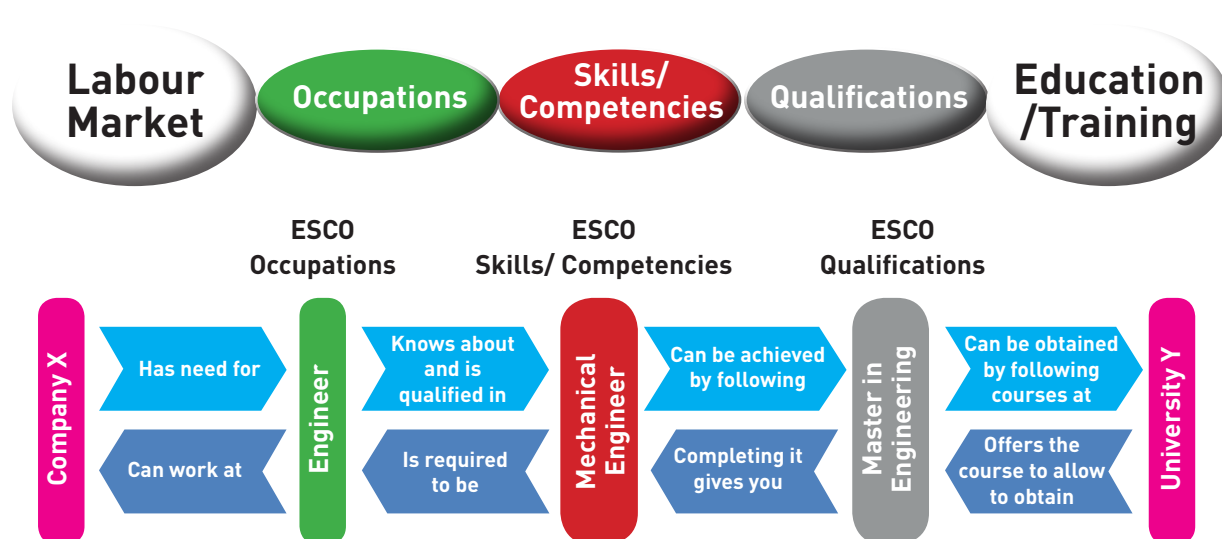 Labour
Market
Occupations
Skills/
Competencies
Qualifications
Education
/Training
ESCO
Occupations
ESCO
Skills/ Competencies
ESCO
Qualifications
Company X
Has need for
Can work at
Engineer
Knows about
and is
qualified in
Is required
to be
Mechanical
Engineer
Can be achieved
by following
Completing it
gives you
Master in
Engineering
Can be obtained
by following
courses at
Offers the
course to allow
to obtain
University Y